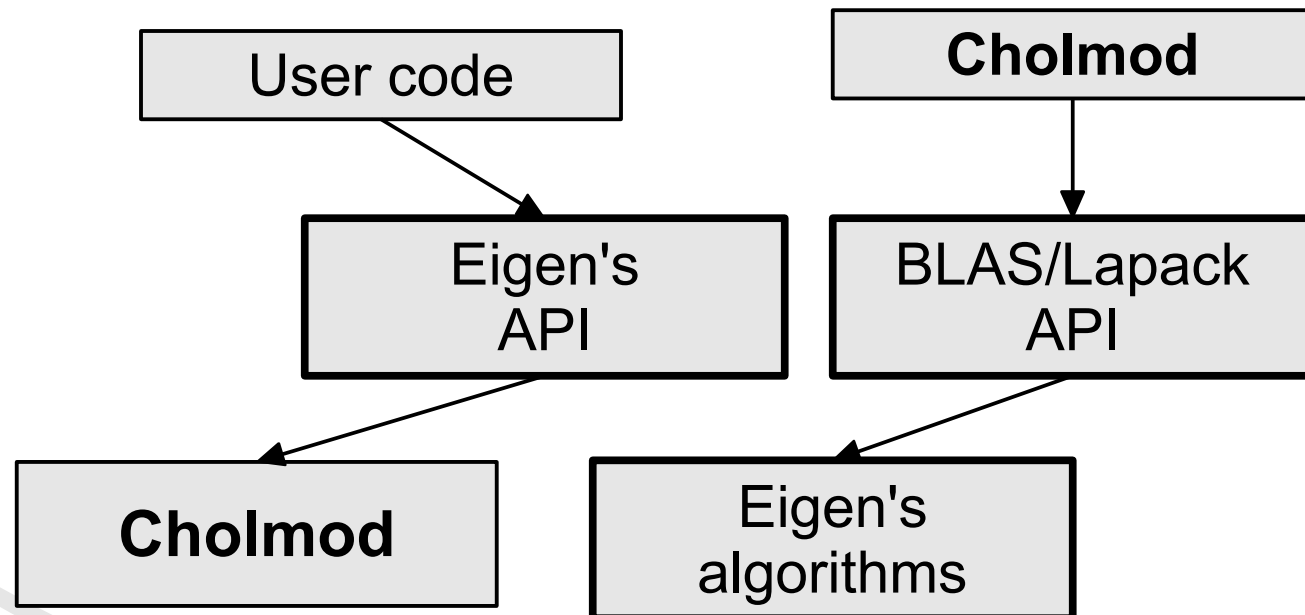 User code
Cholmod
Eigen's
API
BLAS/Lapack
API
Cholmod
Eigen's
algorithms